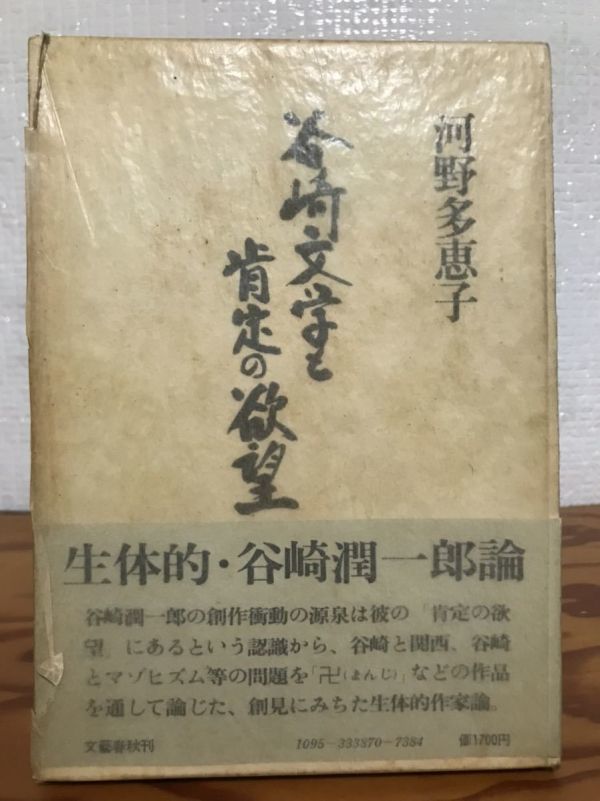 河野多恵子
谷崎文学と
肯定の欲望
生体的・谷崎潤一郎論
谷崎潤一郎の創作衝動の源泉は彼の「肯定の欲
望」にあるという認識から、谷崎と関西、谷崎
とマゾヒズム等の問題を「卍(まんじ)」などの作品
を通して論じた、創見にみちた生体的作家論。
文藝春秋刊 1095-333870-7384 価1700円